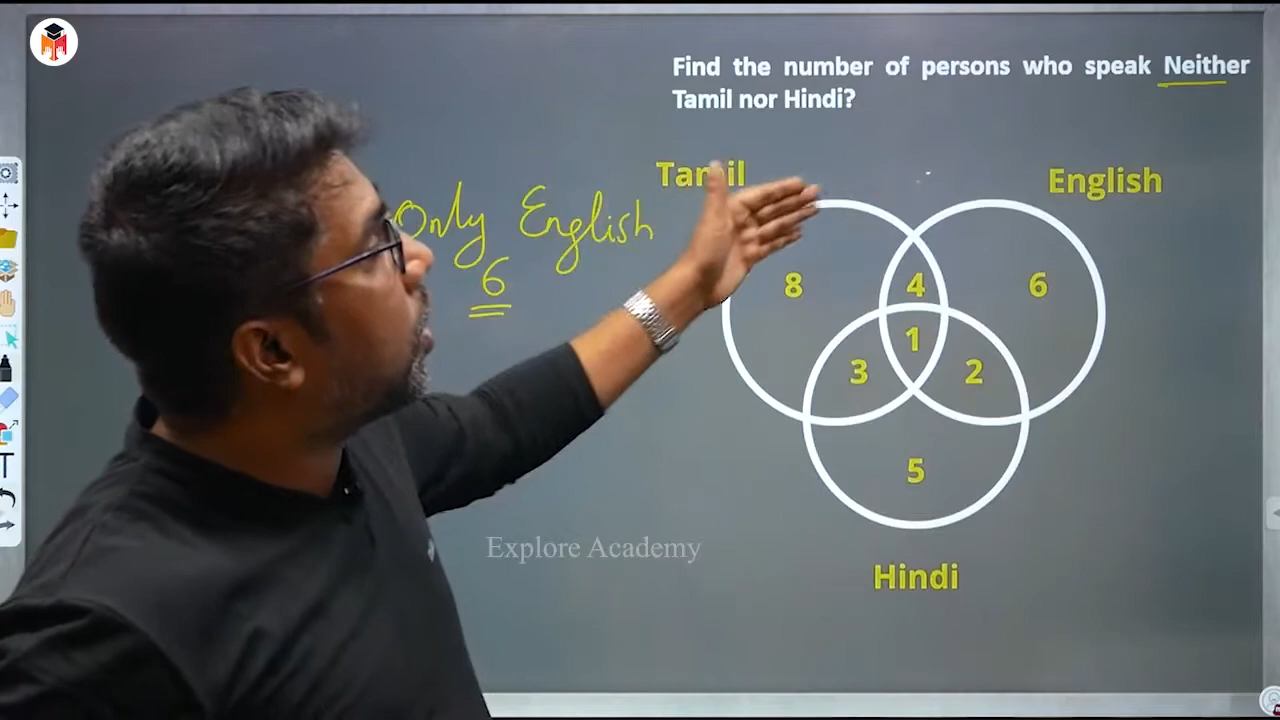 Find the number of persons who speak Neither
Tamil nor Hindi?
Tamil
English
Only English
6
8
4
6
1
3
2
5
Hindi
Explore Academy
T